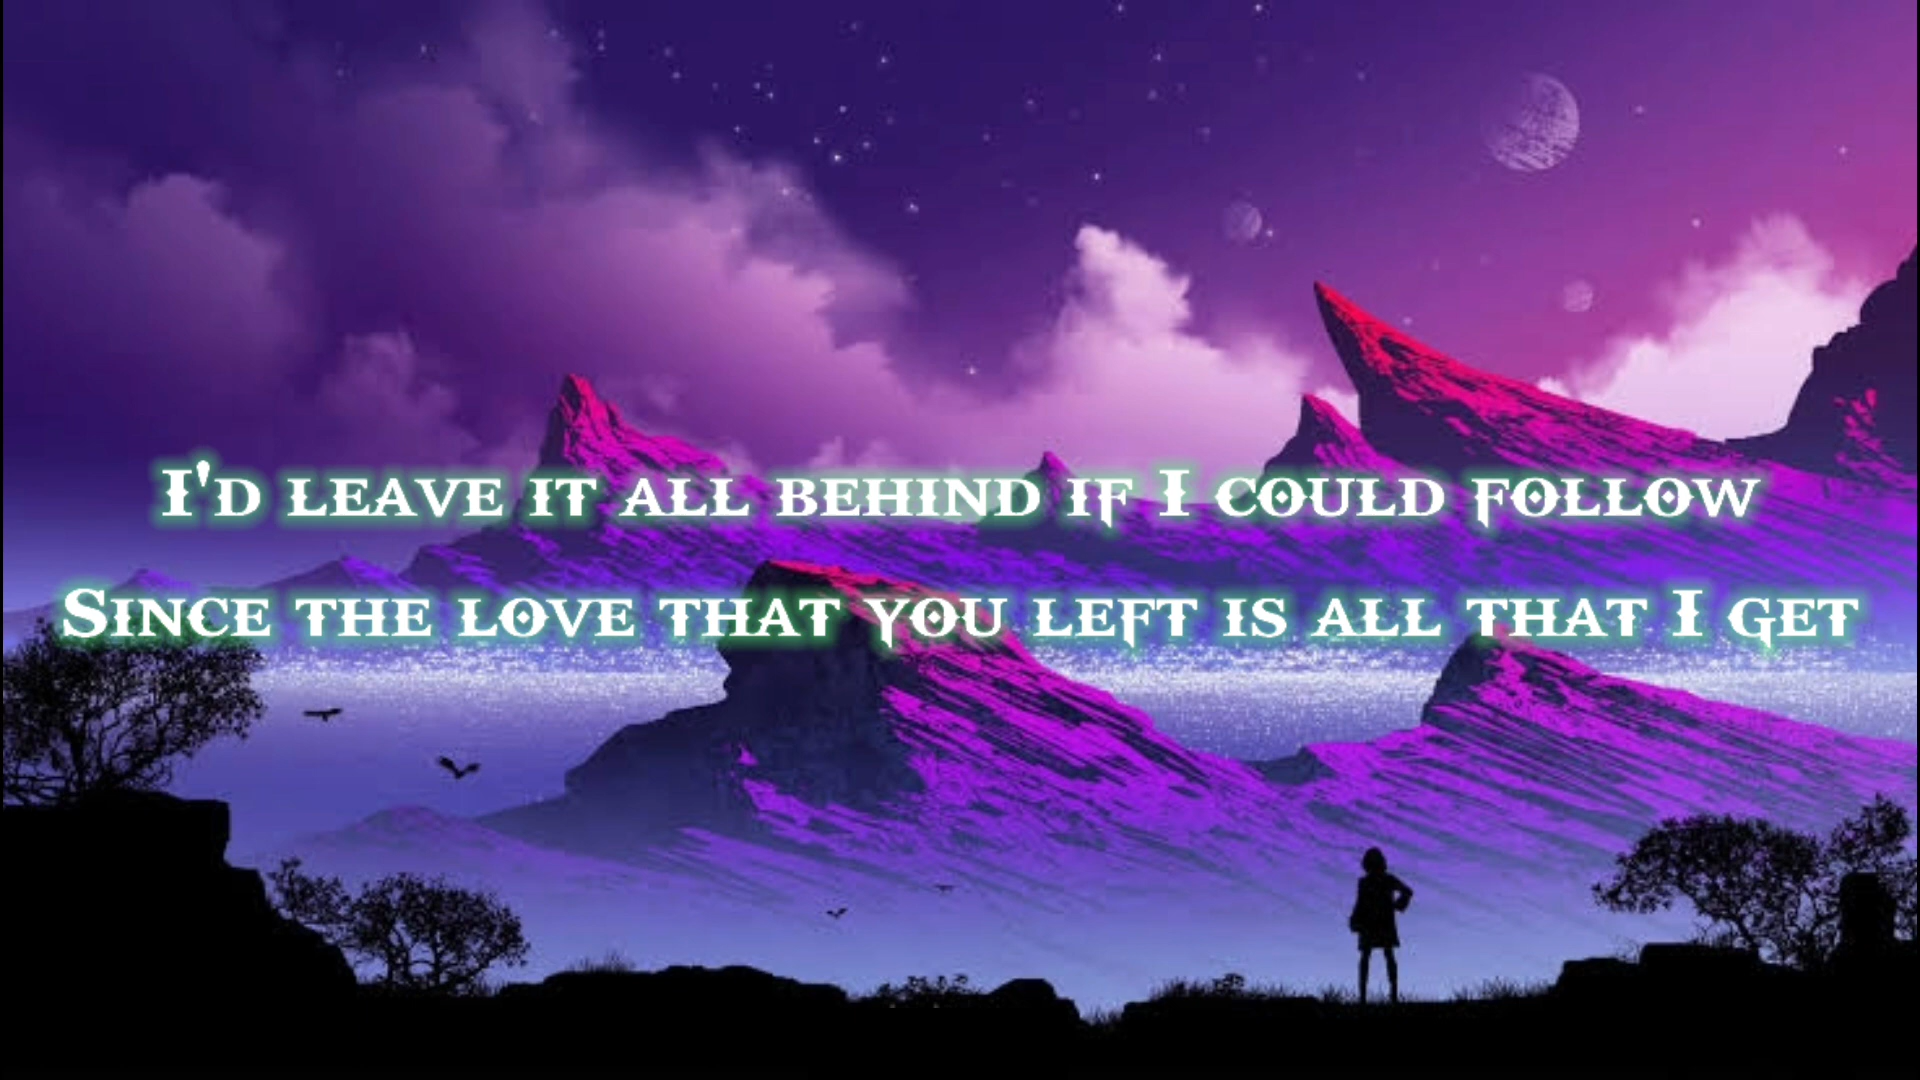 I'd leave it all behind if I could follow
Since the love that you left is all that I get